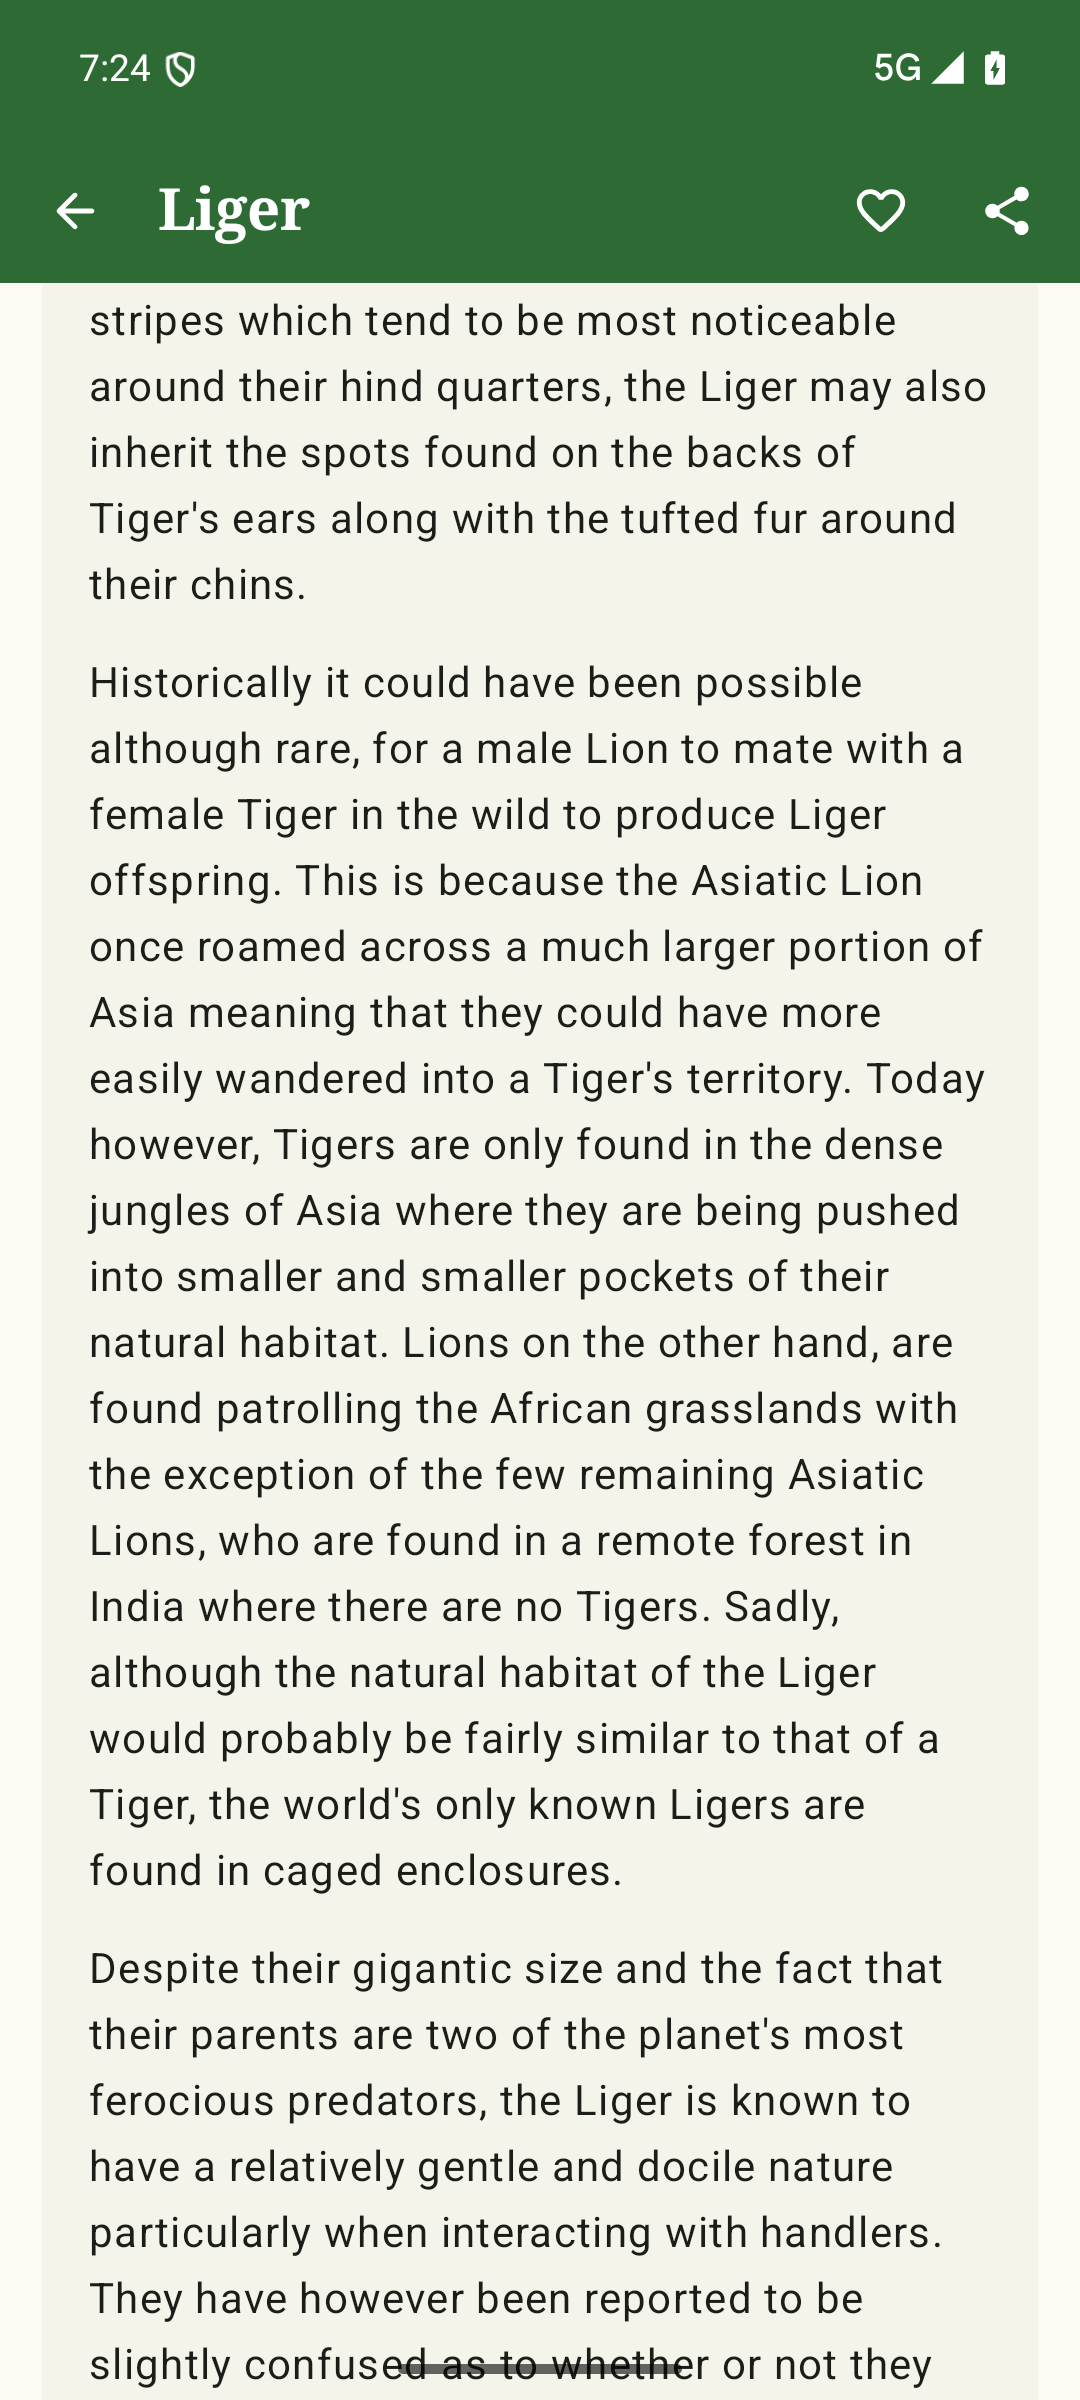 7:24
5G
Liger
stripes which tend to be most noticeable
around their hind quarters, the Liger may also
inherit the spots found on the backs of
Tiger's ears along with the tufted fur around
their chins.
Historically it could have been possible
although rare, for a male Lion to mate with a
female Tiger in the wild to produce Liger
offspring. This is because the Asiatic Lion
once roamed across a much larger portion of
Asia meaning that they could have more
easily wandered into a Tiger's territory. Today
however, Tigers are only found in the dense
jungles of Asia where they are being pushed
into smaller and smaller pockets of their
natural habitat. Lions on the other hand, are
found patrolling the African grasslands with
the exception of the few remaining Asiatic
Lions, who are found in a remote forest in
India where there are no Tigers. Sadly,
although the natural habitat of the Liger
would probably be fairly similar to that of a
Tiger, the world's only known Ligers are
found in caged enclosures.
Despite their gigantic size and the fact that
their parents are two of the planet's most
ferocious predators, the Liger is known to
have a relatively gentle and docile nature
particularly when interacting with handlers.
They have however been reported to be
slightly confused as to whether or not they